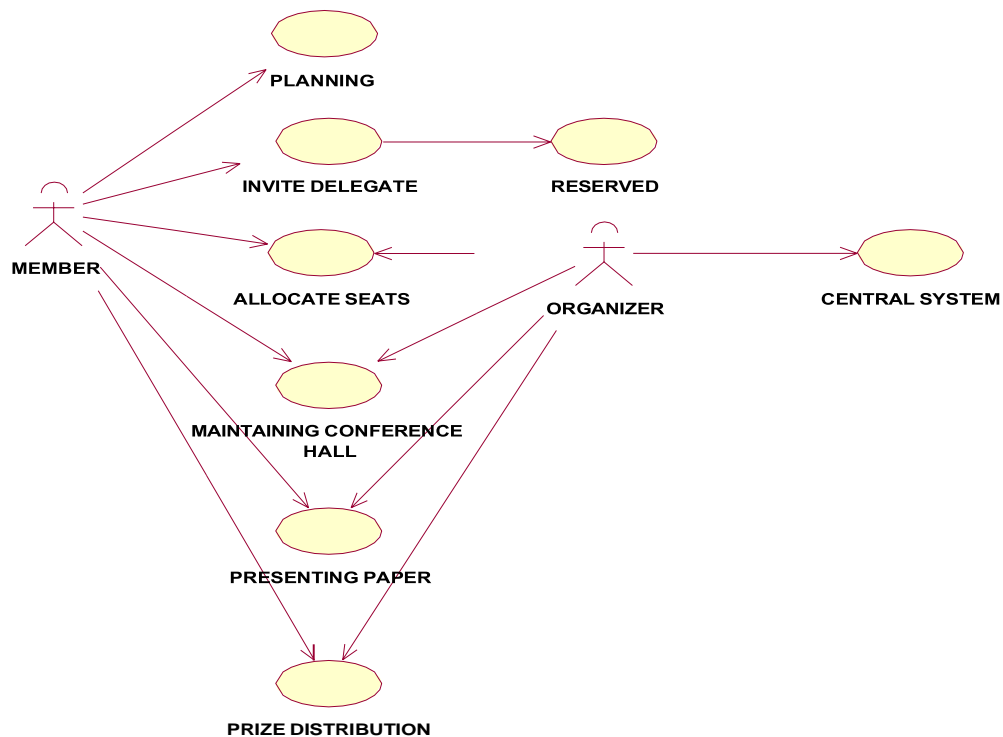 PLANNING
INVITE DELEGATE
RESERVED
MEMBER
ALLOCATE SEATS
ORGANIZER
CENTRAL SYSTEM
MAINTAINING CONFERENCE
HALL
PRESENTING PAPER
PRIZE DISTRIBUTION